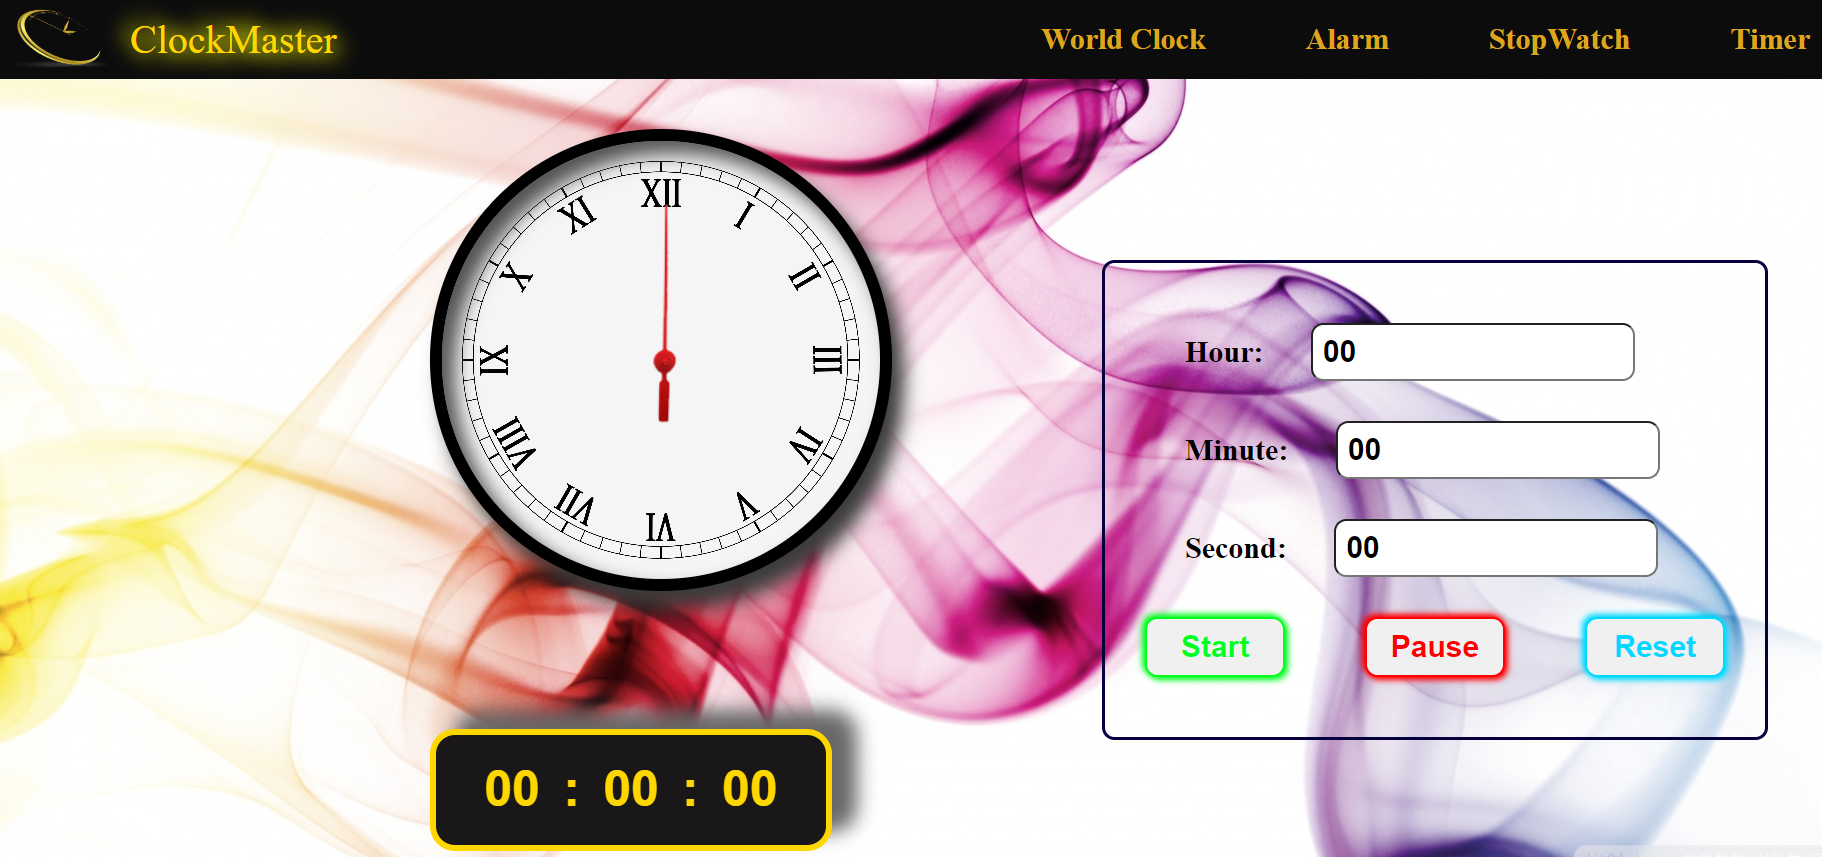 ClockMaster World Clock Alarm StopWatch Timer
XII
I
II
III
IV
V
VI
VII
VIII
IX
X
XI
Hour: 00
Minute: 00
Second: 00
Start Pause Reset
00 : 00 : 00